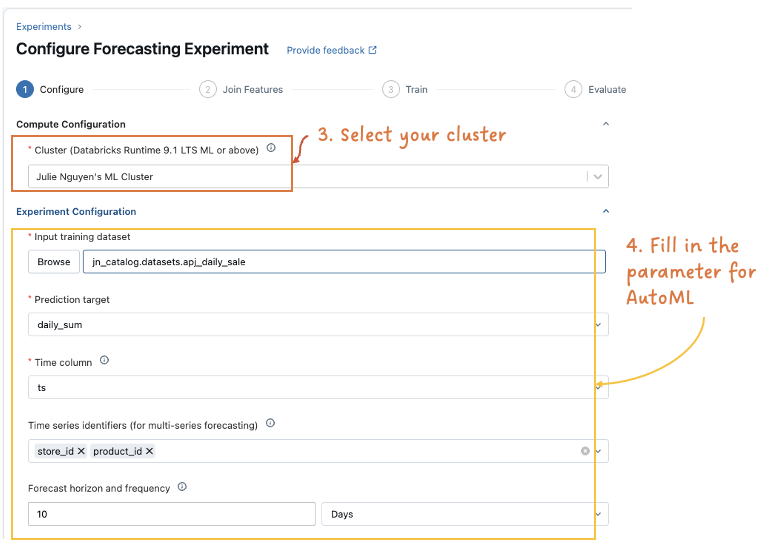 Experiments >
Configure Forecasting Experiment Provide feedback
1 Configure 2 Join Features 3 Train 4 Evaluate
Compute Configuration
* Cluster (Databricks Runtime 9.1 LTS ML or above)
3. Select your cluster
Julie Nguyen's ML Cluster
Experiment Configuration
* Input training dataset
Browse jn_catalog.datasets.apj_daily_sale
4. Fill in the
parameter for
AutoML
* Prediction target
daily_sum
* Time column
ts
Time series identifiers (for multi-series forecasting)
store_id × product_id ×
Forecast horizon and frequency
10 Days